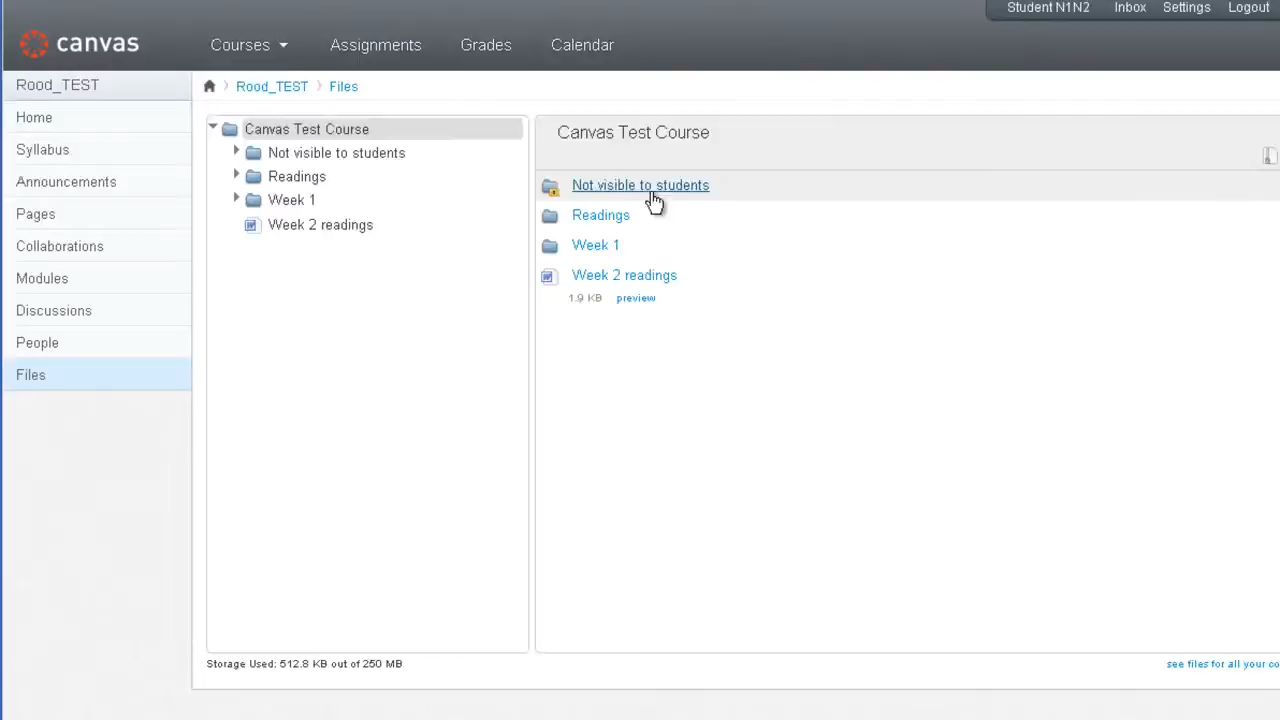 Student N1N2 Inbox Settings Logout
canvas Courses Assignments Grades Calendar
Rood_TEST
Home
Syllabus
Announcements
Pages
Collaborations
Modules
Discussions
People
Files
Rood_TEST Files
Canvas Test Course
Not visible to students
Readings
Week 1
Week 2 readings
Canvas Test Course
Not visible to students
Readings
Week 1
Week 2 readings
1.9 KB preview
Storage Used: 512.8 KB out of 250 MB
see files for all your co